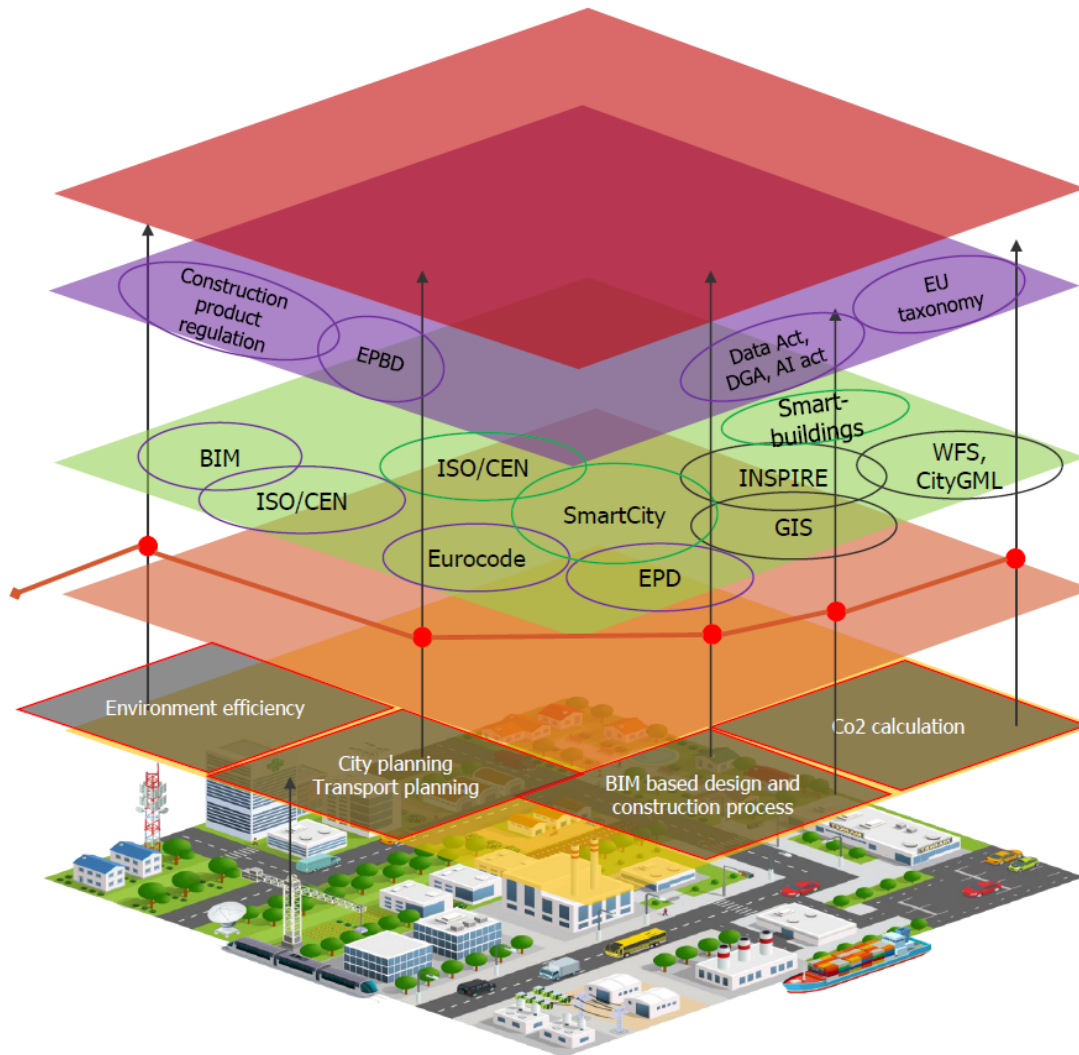 Construction
product
regulation
EPBD
Data Act,
DGA, AI act
EU
taxonomy
Smart-
buildings
BIM
ISO/CEN
ISO/CEN
SmartCity
INSPIRE
WFS,
CityGML
GIS
Eurocode
EPD
Environment efficiency
City planning
Transport planning
BIM based design and
construction process
Co2 calculation